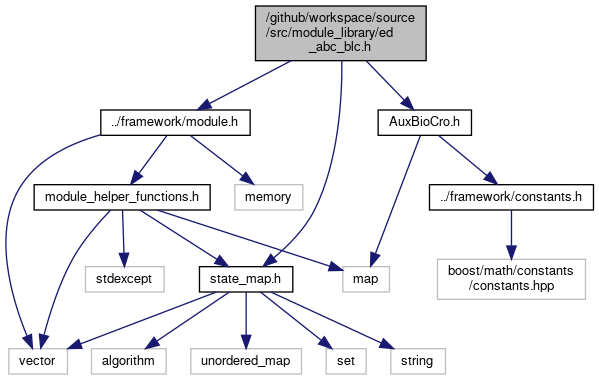 /github/workspace/source
/src/module_library/ed
_abc_blc.h
../framework/module.h
AuxBioCro.h
module_helper_functions.h
memory
../framework/constants.h
stdexcept
state_map.h
map
boost/math/constants
/constants.hpp
vector
algorithm
unordered_map
set
string